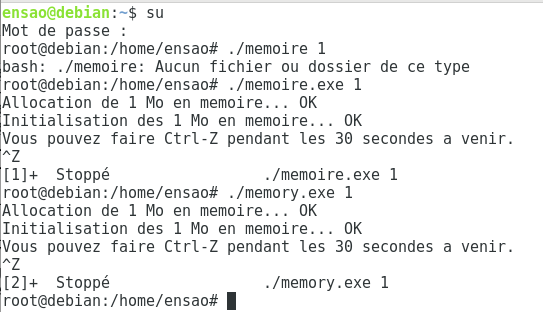 ensao@debian:~$ su
Mot de passe :
root@debian:/home/ensao# ./memoire 1
bash: ./memoire: Aucun fichier ou dossier de ce type
root@debian:/home/ensao# ./memoire.exe 1
Allocation de 1 Mo en memoire... OK
Initialisation des 1 Mo en memoire... OK
Vous pouvez faire Ctrl-Z pendant les 30 secondes a venir.
^Z
[1]+  Stoppé                 ./memoire.exe 1
root@debian:/home/ensao# ./memory.exe 1
Allocation de 1 Mo en memoire... OK
Initialisation des 1 Mo en memoire... OK
Vous pouvez faire Ctrl-Z pendant les 30 secondes a venir.
^Z
[2]+  Stoppé                 ./memory.exe 1
root@debian:/home/ensao#